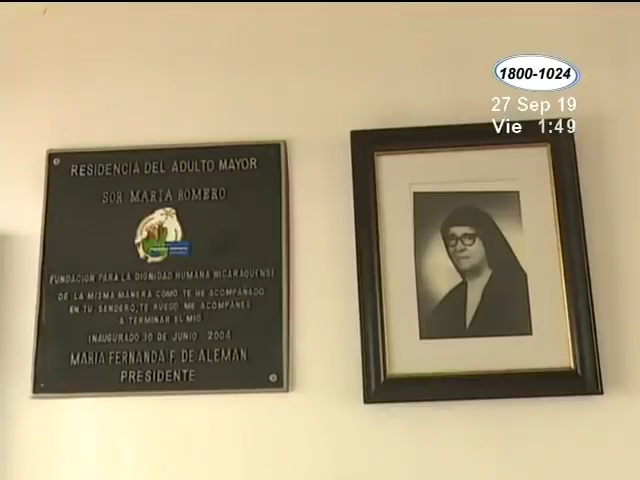 1800-1024
27 Sep 19
Vie 1:49
RESIDENCIA DEL ADULTO MAYOR
SOR MARIA ROMERO
FUNDACION PARA LA DIGNIDAD HUMANA NICARAGUENSE
DE LA MISMA MANERA COMO TE HE ACOMPAÑADO
EN TU SENDERO, TE RUEGO ME ACOMPAÑES
A TERMINAR EL MIO
INAUGURADO 30 DE JUNIO 2004
MARIA FERNANDA F. DE ALEMAN
PRESIDENTE